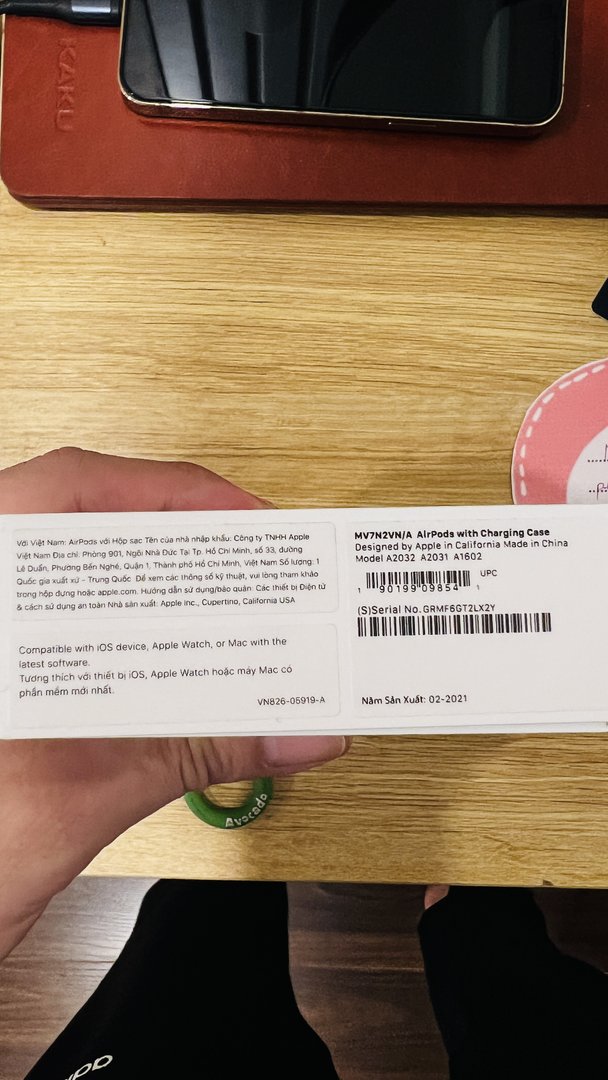 KAKU
Với Việt Nam: AirPods với Hộp sạc Tên của nhà nhập khẩu: Công ty TNHH Apple
Việt Nam Địa chỉ: Phòng 901, Ngôi Nhà Đức Tại Tp. Hồ Chí Minh, số 33, đường
Lê Duẩn, Phường Bến Nghé, Quận 1, Thành phố Hồ Chí Minh, Việt Nam Số lượng: 1
Quốc gia xuất xứ - Trung Quốc Để xem các thông số kỹ thuật, vui lòng tham khảo
trong hộp đựng hoặc apple.com. Hướng dẫn sử dụng/bảo quản: Các thiết bị Điện tử
& cách sử dụng an toàn Nhà sản xuất: Apple Inc., Cupertino, California USA
Compatible with iOS device, Apple Watch, or Mac with the
latest software.
Tương thích với thiết bị iOS, Apple Watch hoặc máy Mac có
phần mềm mới nhất.
VN826-05919-A
MV7N2VN/A AirPods with Charging Case
Designed by Apple in California Made in China
Model A2032 A2031 A1602
UPC
1 90199 09854 1
(S)Serial No. GRMF6GT2LX2Y
Năm Sản Xuất: 02-2021
Avocado